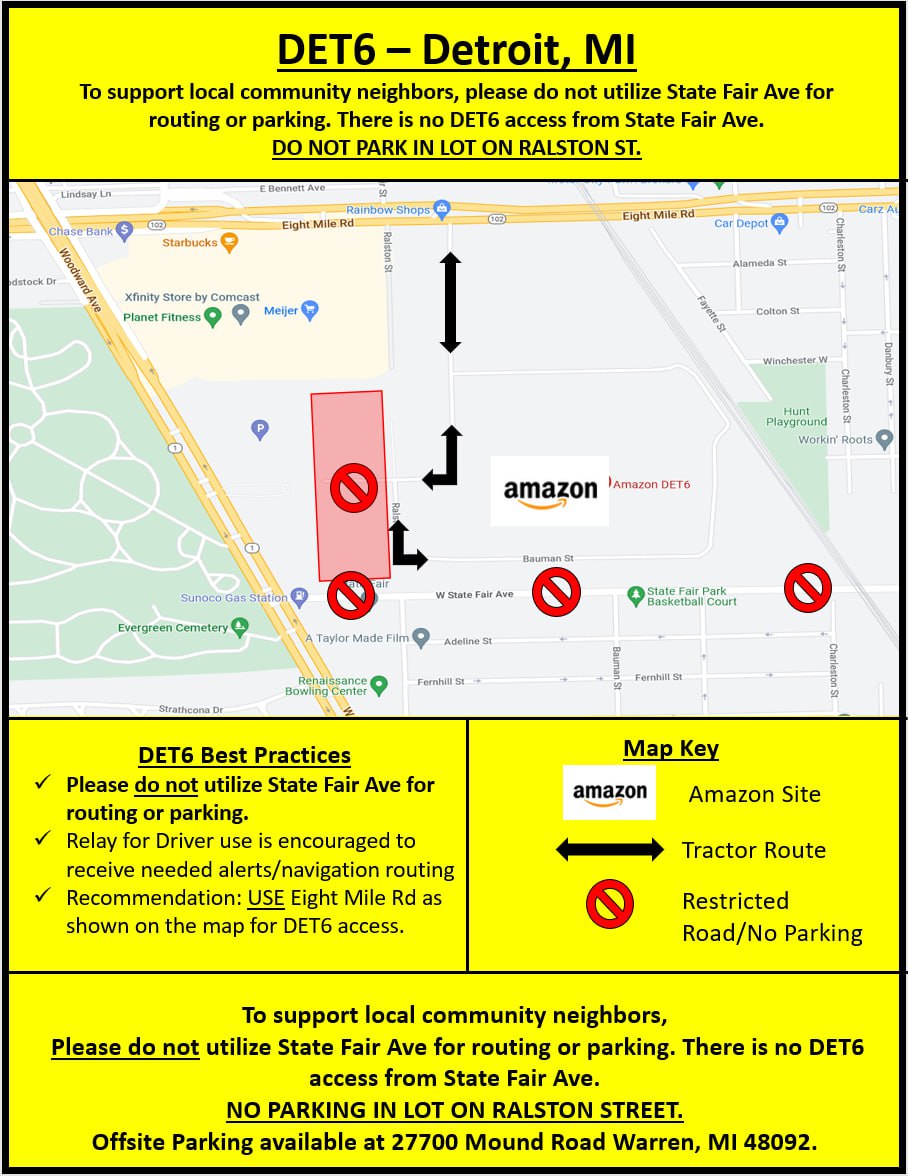 DET6 – Detroit, MI
To support local community neighbors, please do not utilize State Fair Ave for
routing or parking. There is no DET6 access from State Fair Ave.
DO NOT PARK IN LOT ON RALSTON ST.
Lindsay Ln
E Bennett Ave
Rainbow Shops
102
Eight Mile Rd
102
Eight Mile Rd
102
Chase Bank
Starbucks
Car Depot
Woodward Ave
Ralston St
Charleston St
Alameda St
Xfinity Store by Comcast
Planet Fitness
Meijer
Fayette St
Colton St
Winchester W
Danbury St
Charleston St
Hunt
Playground
Workin' Roots
P
1
amazon
Amazon DET6
1
Bauman St
Sunoco Gas Station
W State Fair Ave
State Fair Park
Basketball Court
Evergreen Cemetery
A Taylor Made Film
Adeline St
Renaissance
Bowling Center
Fernhill St
Bauman St
Fernhill St
Charleston St
Strathcona Dr
DET6 Best Practices
✓ Please do not utilize State Fair Ave for
routing or parking.
✓ Relay for Driver use is encouraged to
receive needed alerts/navigation routing
✓ Recommendation: USE Eight Mile Rd as
shown on the map for DET6 access.
Map Key
amazon
Amazon Site
Tractor Route
Restricted
Road/No Parking
To support local community neighbors,
Please do not utilize State Fair Ave for routing or parking. There is no DET6
access from State Fair Ave.
NO PARKING IN LOT ON RALSTON STREET.
Offsite Parking available at 27700 Mound Road Warren, MI 48092.